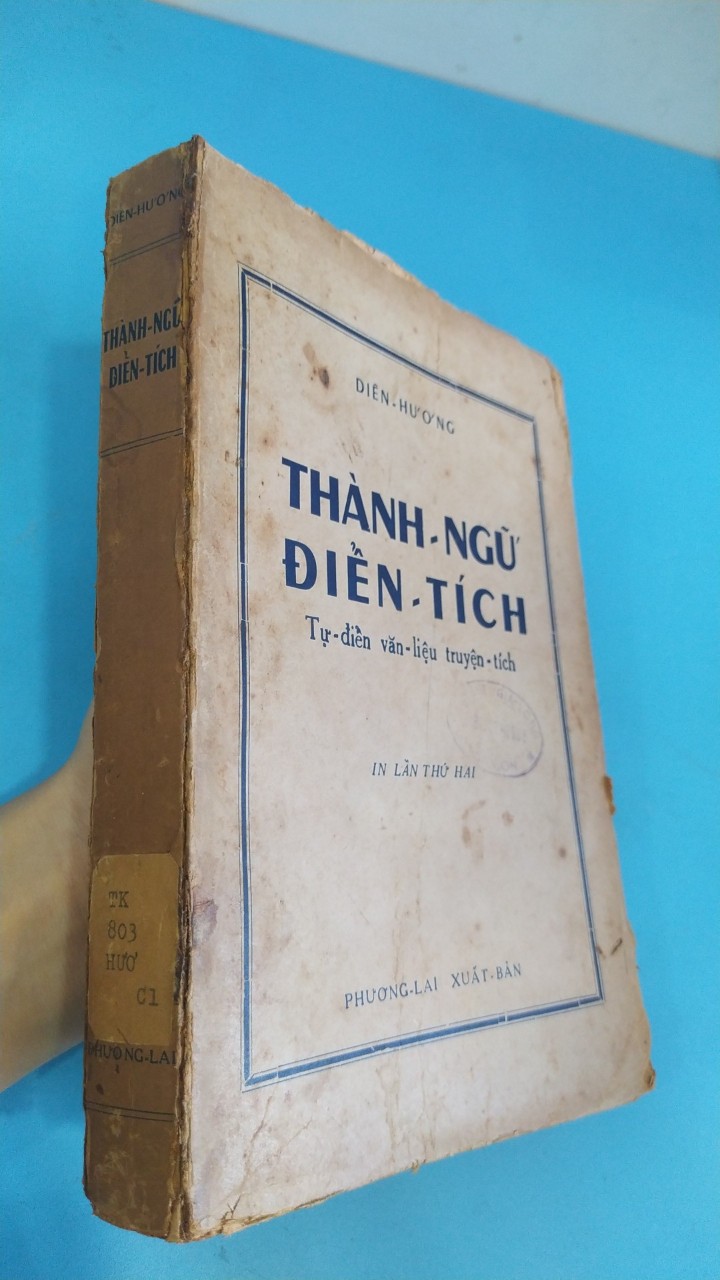 DIÊN-HƯƠNG
THÀNH-NGỮ
ĐIỂN-TÍCH
TK
803
HƯƠ
C1
PHƯƠNG-LAI
DIÊN-HƯƠNG
THÀNH-NGỮ
ĐIỂN-TÍCH
Tự-điển văn-liệu truyện-tích
IN LẦN THỨ HAI
PHƯƠNG-LAI XUẤT-BẢN